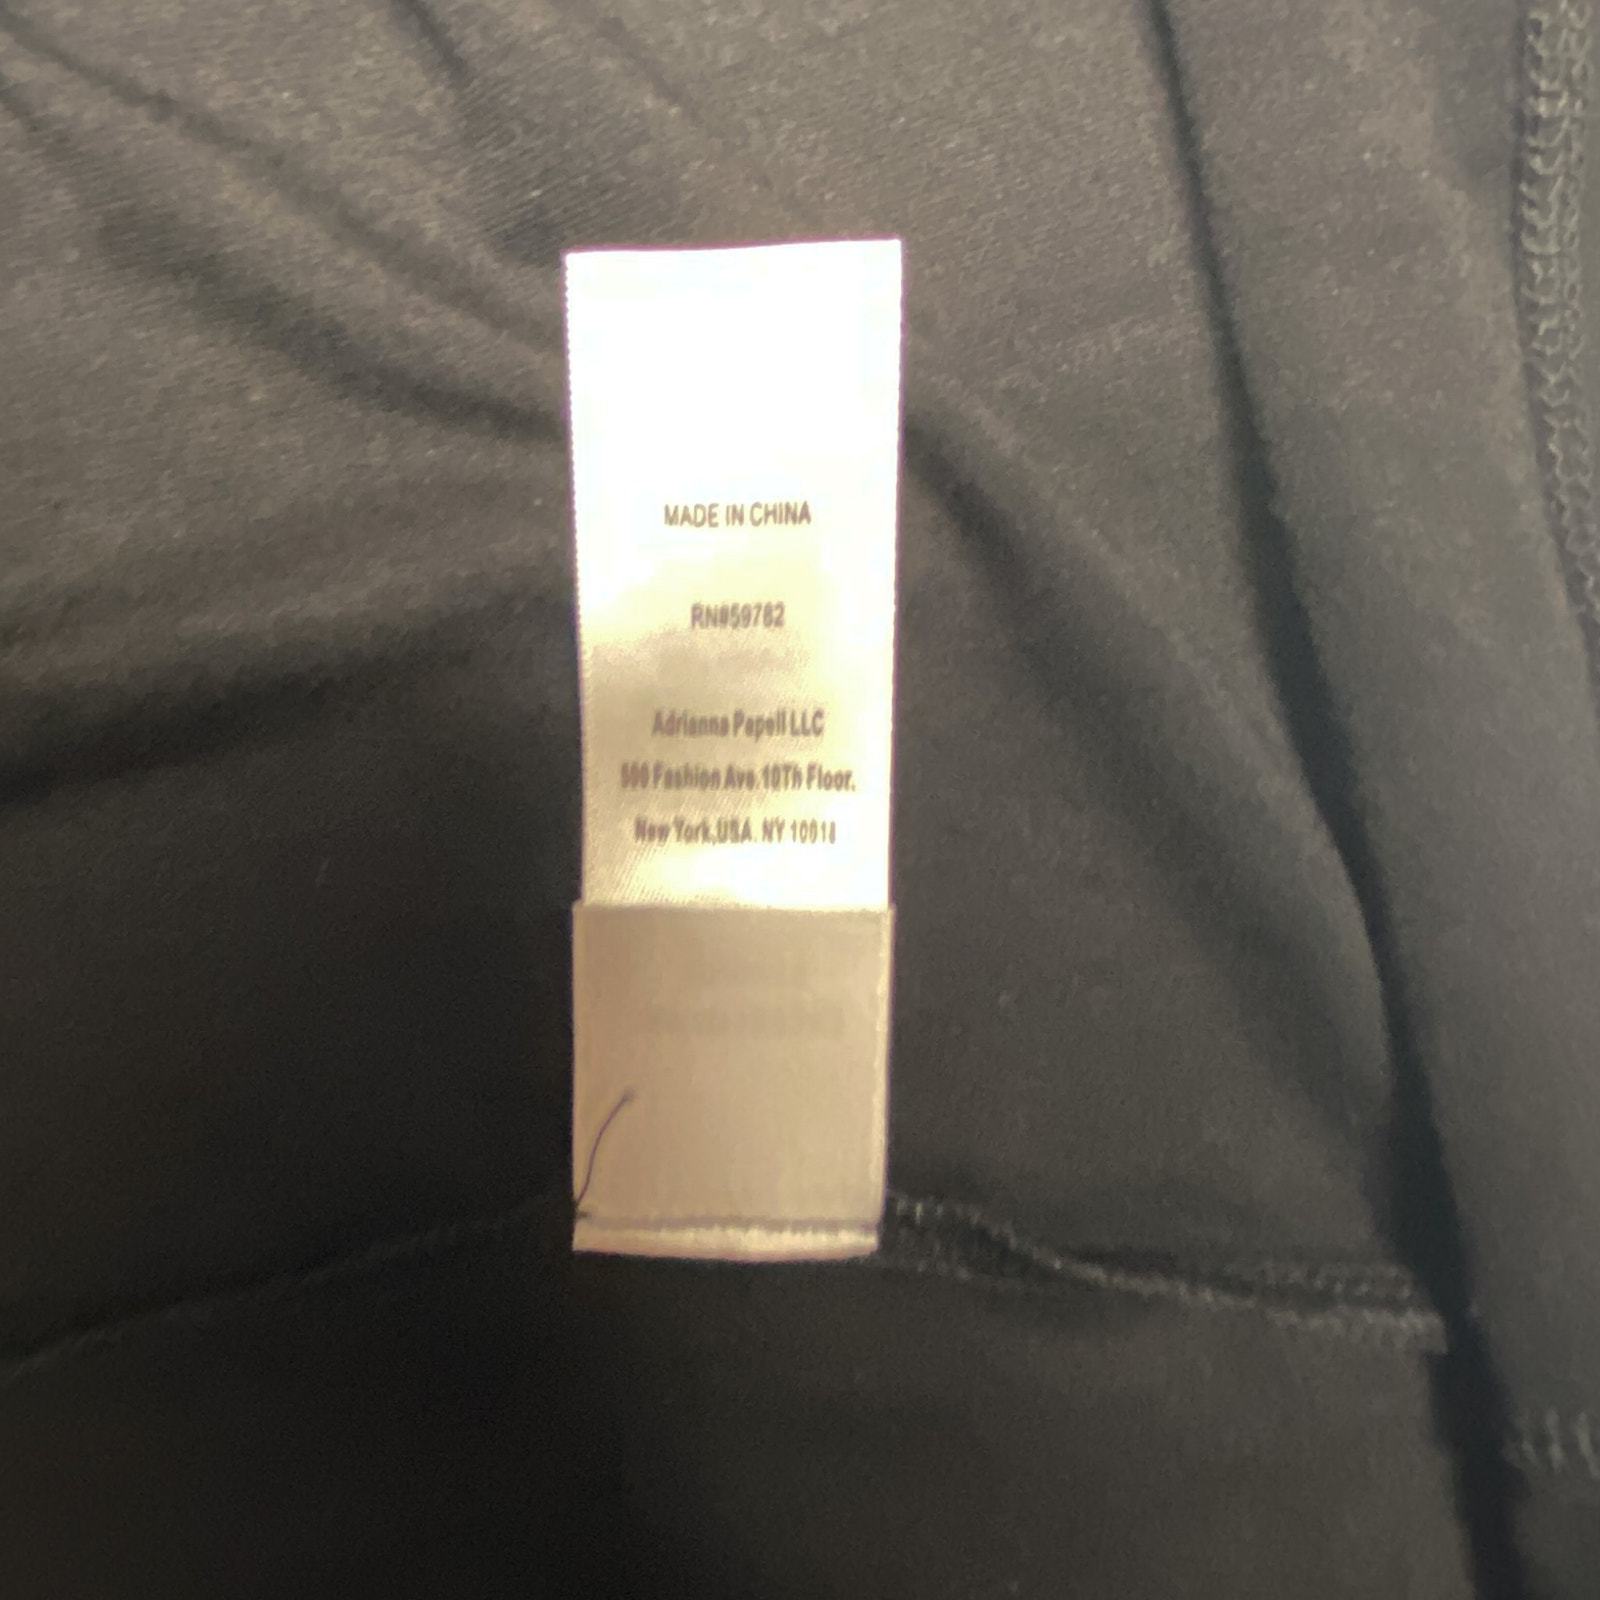 MADE IN CHINA
RN#59782
Adrianna Papell LLC
500 Fashion Ave. 10Th Floor.
New York,USA. NY 10018